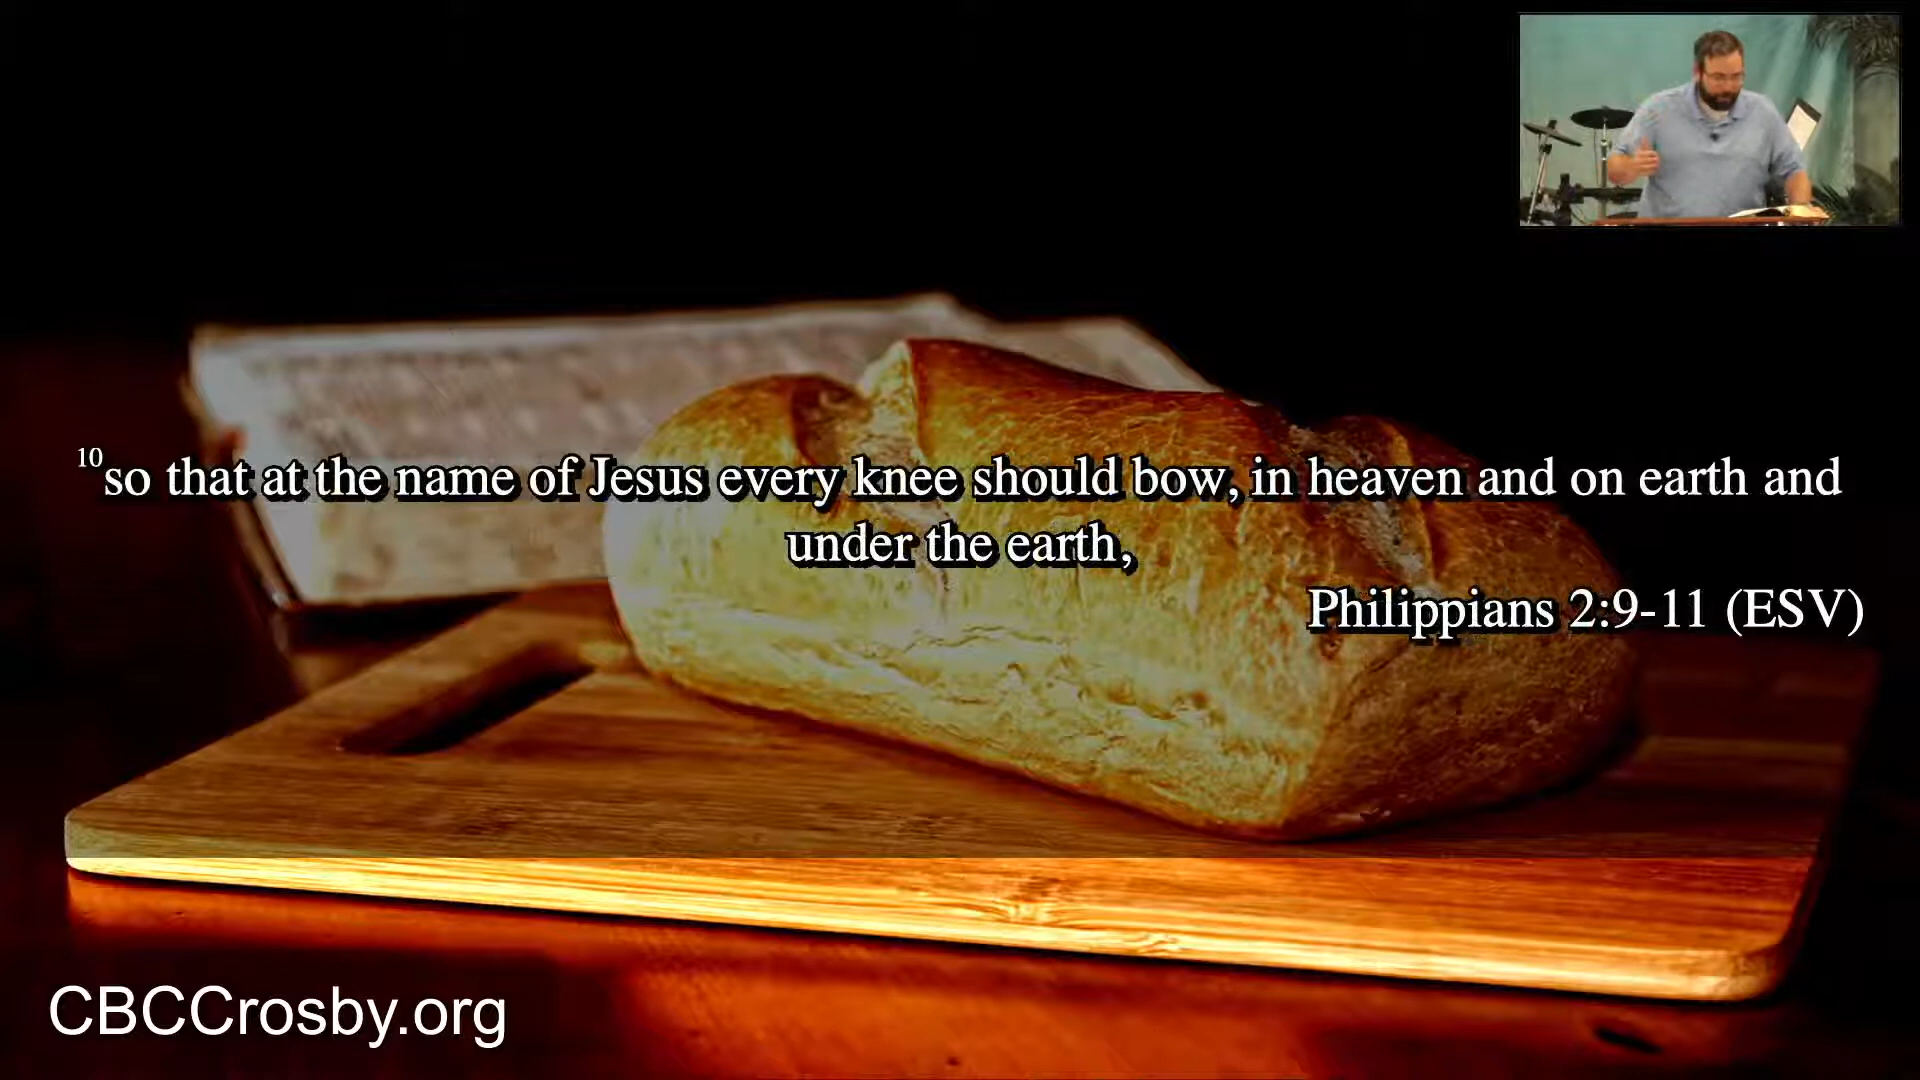 10so that at the name of Jesus every knee should bow, in heaven and on earth and
under the earth,
Philippians 2:9-11 (ESV)
CBCCrosby.org